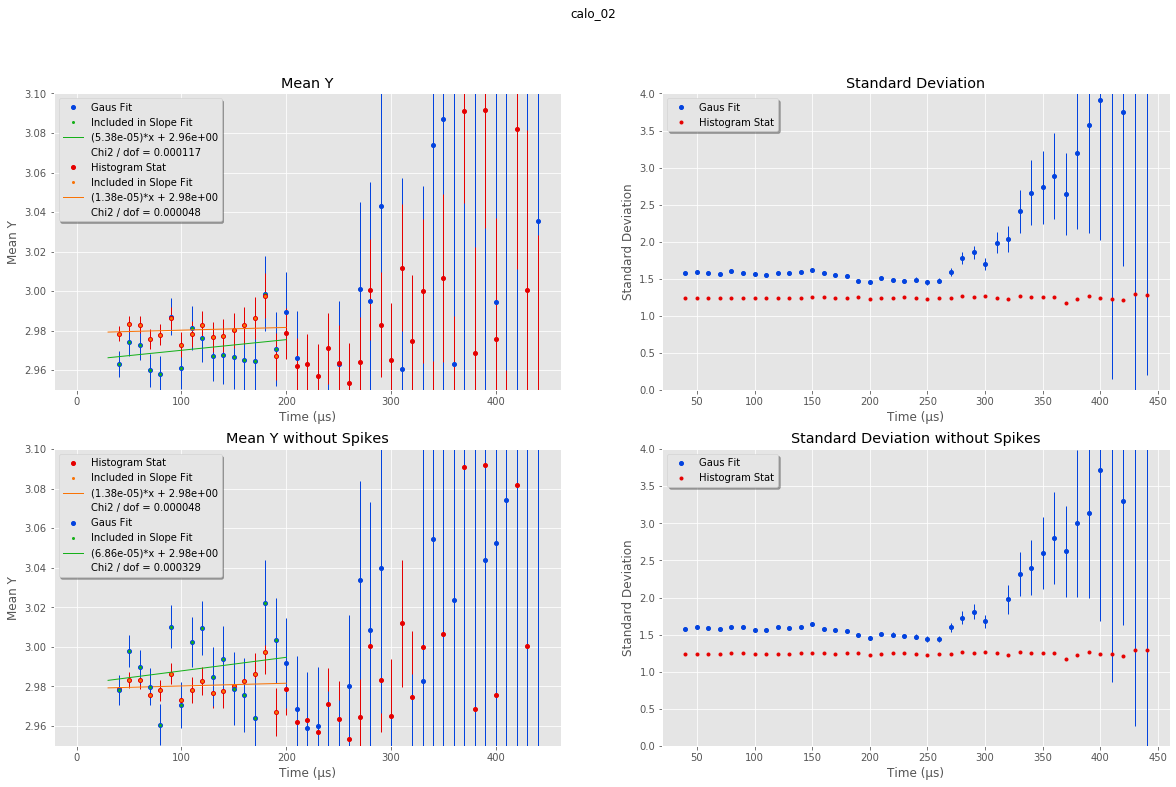 calo_02
Mean Y
Gaus Fit
Included in Slope Fit
(5.38e-05)*x + 2.96e+00
Chi2 / dof = 0.000117
Histogram Stat
Included in Slope Fit
(1.38e-05)*x + 2.98e+00
Chi2 / dof = 0.000048
3.10
3.08
3.06
3.04
3.02
3.00
2.98
2.96
Mean Y
0
100
200
300
400
Time (µs)
Standard Deviation
Gaus Fit
Histogram Stat
4.0
3.5
3.0
2.5
2.0
1.5
1.0
0.5
0.0
Standard Deviation
50
100
150
200
250
300
350
400
450
Time (µs)
Mean Y without Spikes
Histogram Stat
Included in Slope Fit
(1.38e-05)*x + 2.98e+00
Chi2 / dof = 0.000048
Gaus Fit
Included in Slope Fit
(6.86e-05)*x + 2.98e+00
Chi2 / dof = 0.000329
3.10
3.08
3.06
3.04
3.02
3.00
2.98
2.96
Mean Y
0
100
200
300
400
Time (µs)
Standard Deviation without Spikes
Gaus Fit
Histogram Stat
4.0
3.5
3.0
2.5
2.0
1.5
1.0
0.5
0.0
Standard Deviation
50
100
150
200
250
300
350
400
450
Time (µs)